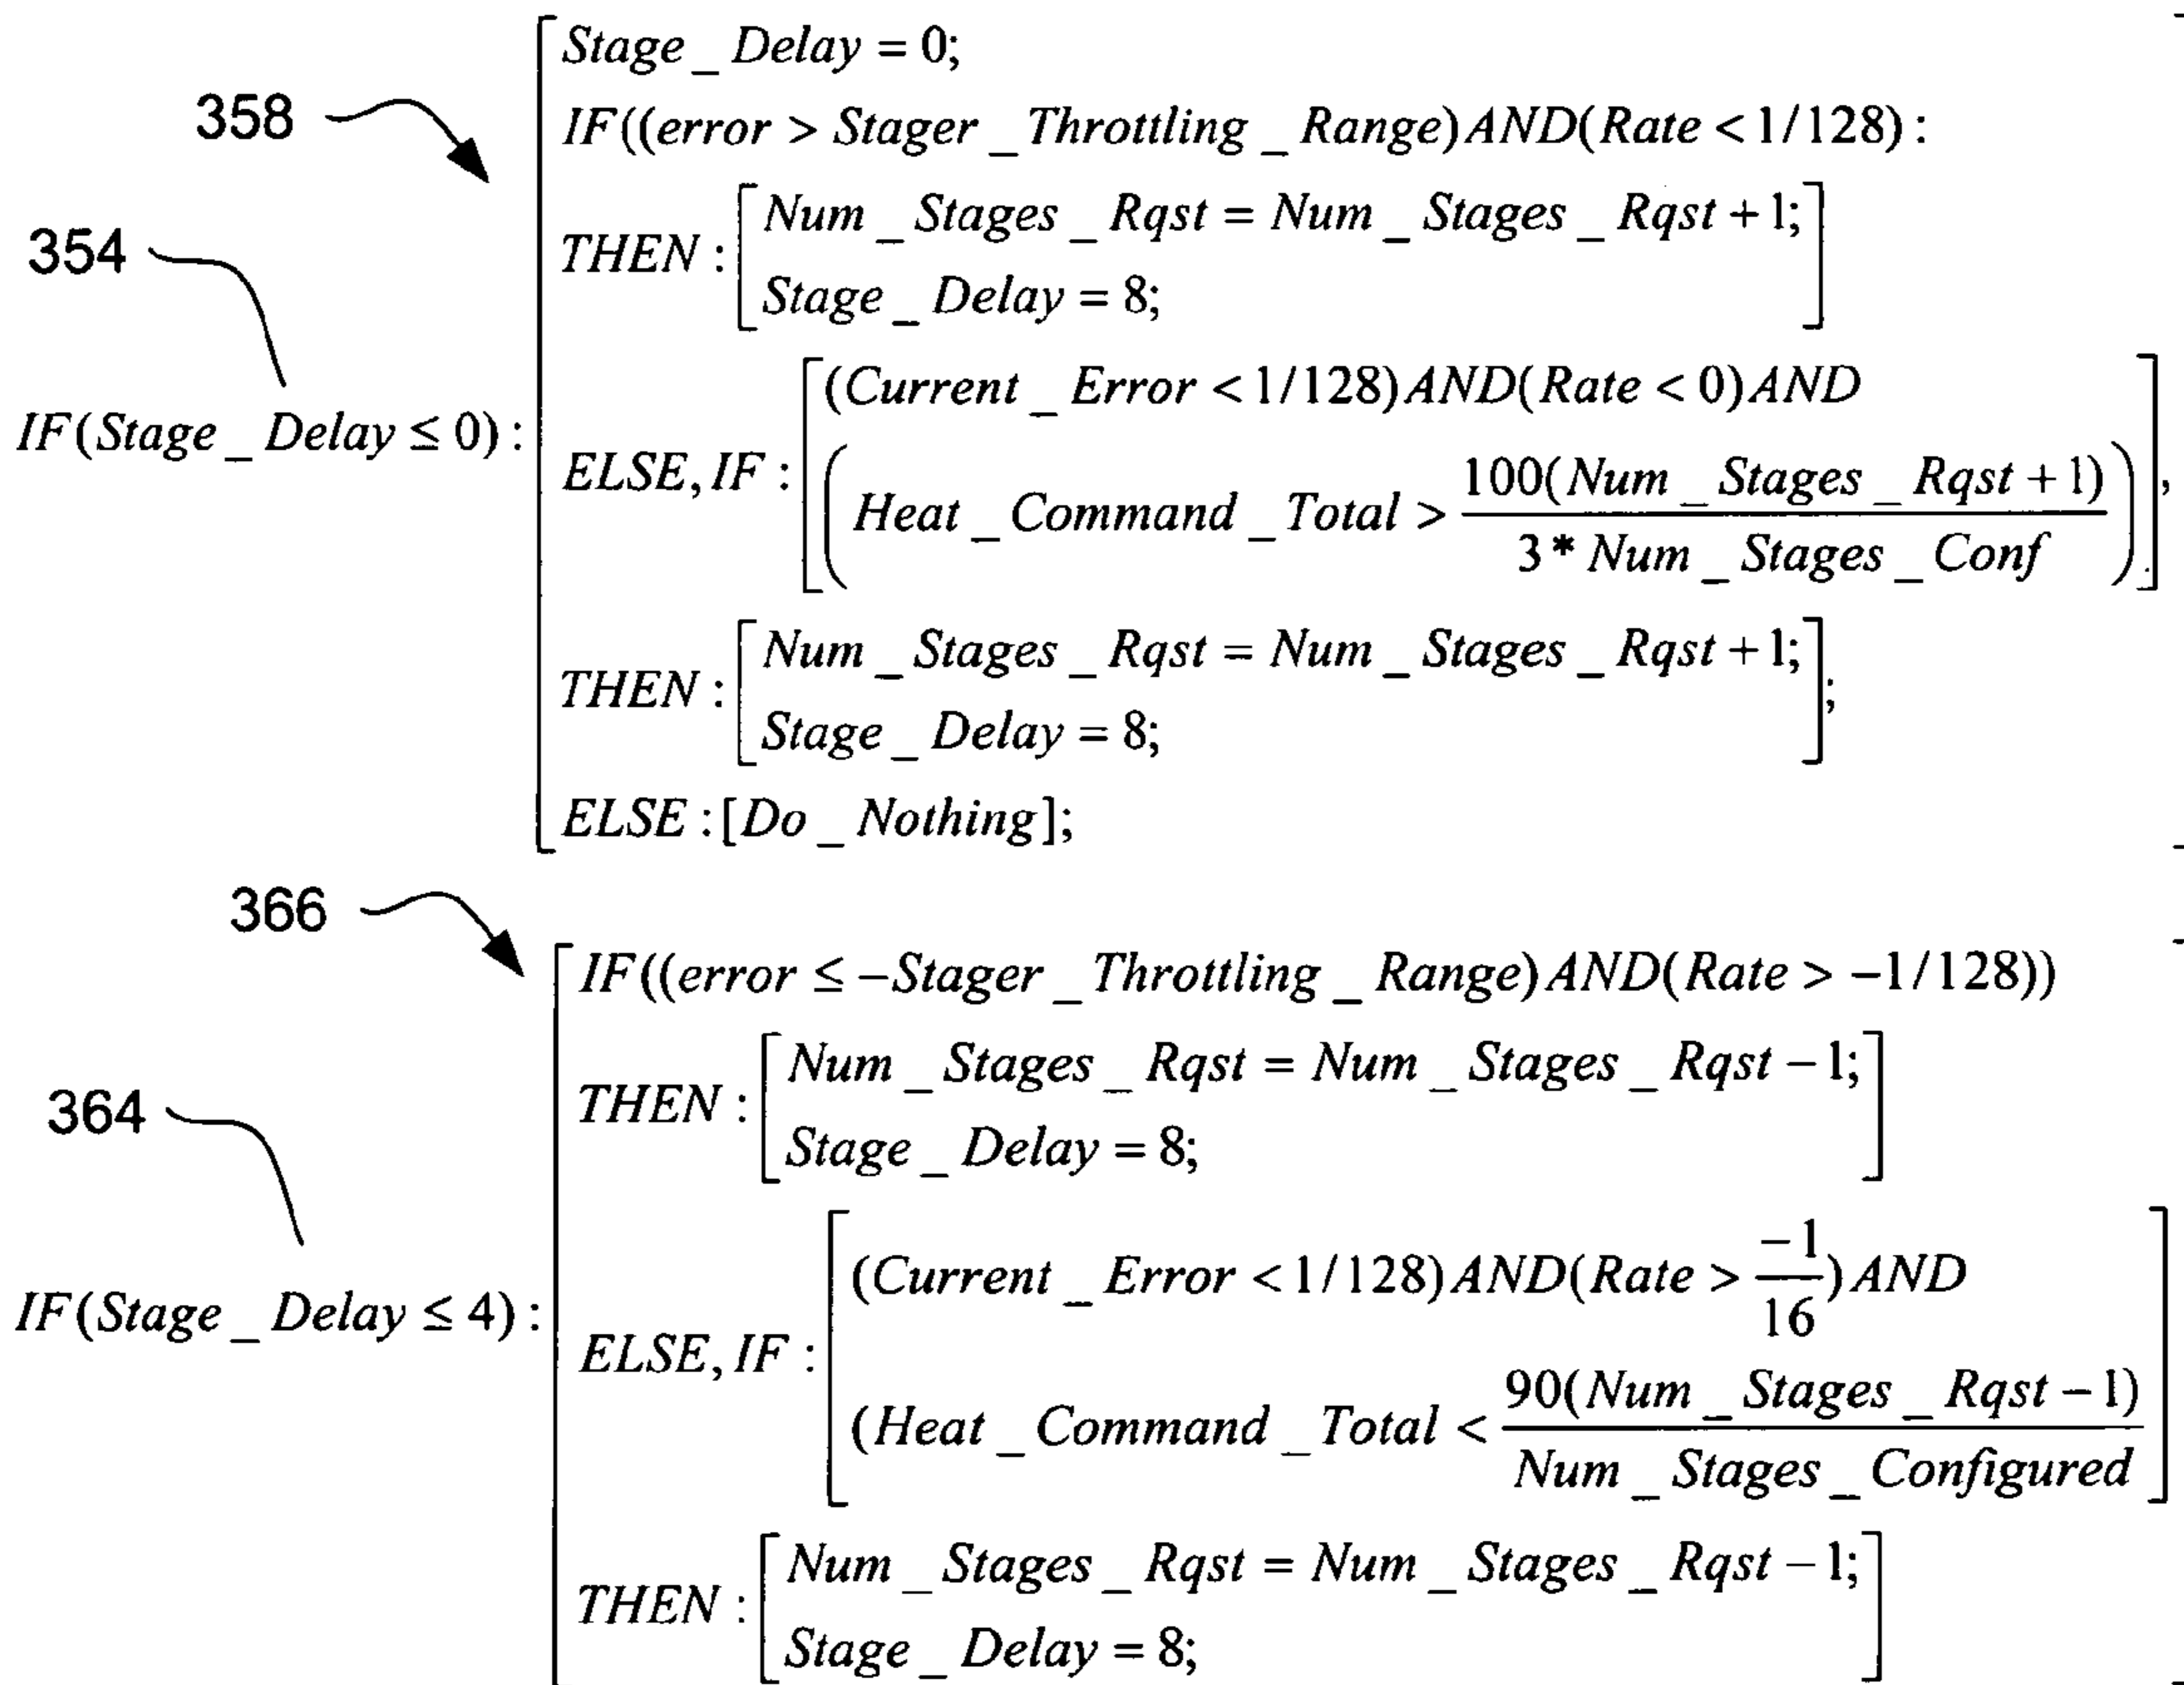 Stage_Delay = 0;
358
IF((error > Stager_Throttling_Range)AND(Rate < 1/128):
354
THEN:[Num_Stages_Rqst = Num_Stages_Rqst + 1;
Stage_Delay = 8;]
IF(Stage_Delay ≤ 0):
ELSE, IF:[(Current_Error < 1/128)AND(Rate < 0)AND
(Heat_Command_Total > 100(Num_Stages_Rqst + 1)
3 * Num_Stages_Conf)],
THEN:[Num_Stages_Rqst = Num_Stages_Rqst + 1;
Stage_Delay = 8;];
ELSE:[Do_Nothing];
366
IF((error ≤ -Stager_Throttling_Range)AND(Rate > -1/128))
364
THEN:[Num_Stages_Rqst = Num_Stages_Rqst - 1;
Stage_Delay = 8;]
IF(Stage_Delay ≤ 4):
ELSE, IF:[(Current_Error < 1/128)AND(Rate > -1/16)AND
(Heat_Command_Total < 90(Num_Stages_Rqst - 1)
Num_Stages_Configured]
THEN:[Num_Stages_Rqst = Num_Stages_Rqst - 1;
Stage_Delay = 8;]